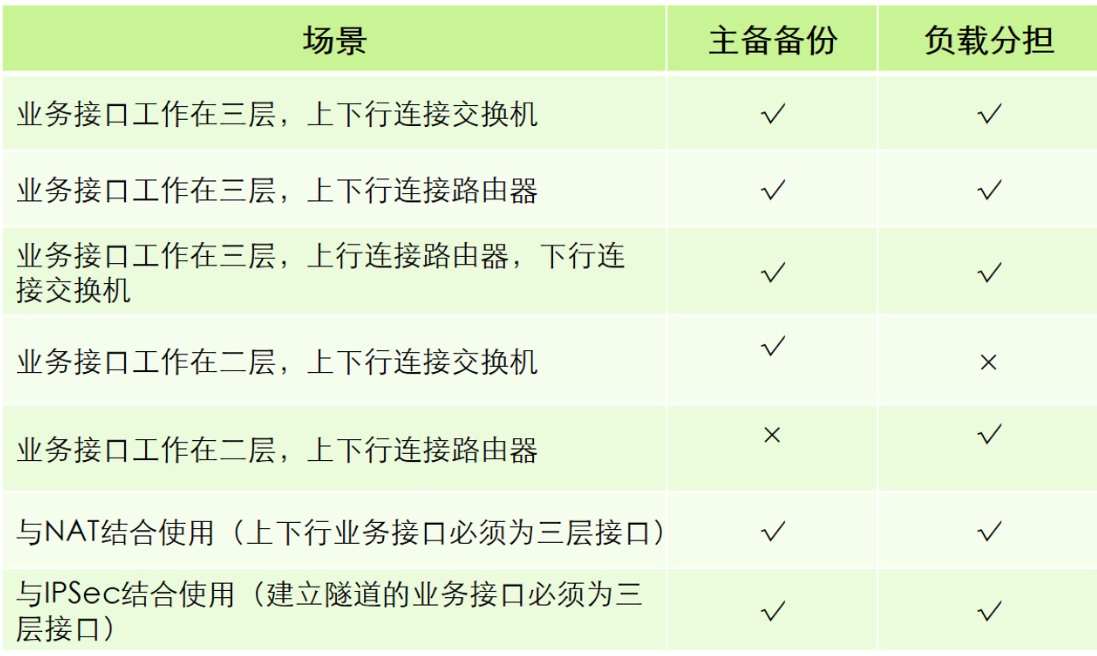 场景 主备备份 负载分担
业务接口工作在三层，上下行连接交换机 √ √
业务接口工作在三层，上下行连接路由器 √ √
业务接口工作在三层，上行连接路由器，下行连
接交换机 √ √
业务接口工作在二层，上下行连接交换机 √ ×
业务接口工作在二层，上下行连接路由器 × √
与NAT结合使用（上下行业务接口必须为三层接口） √ √
与IPSec结合使用（建立隧道的业务接口必须为三
层接口） √ √